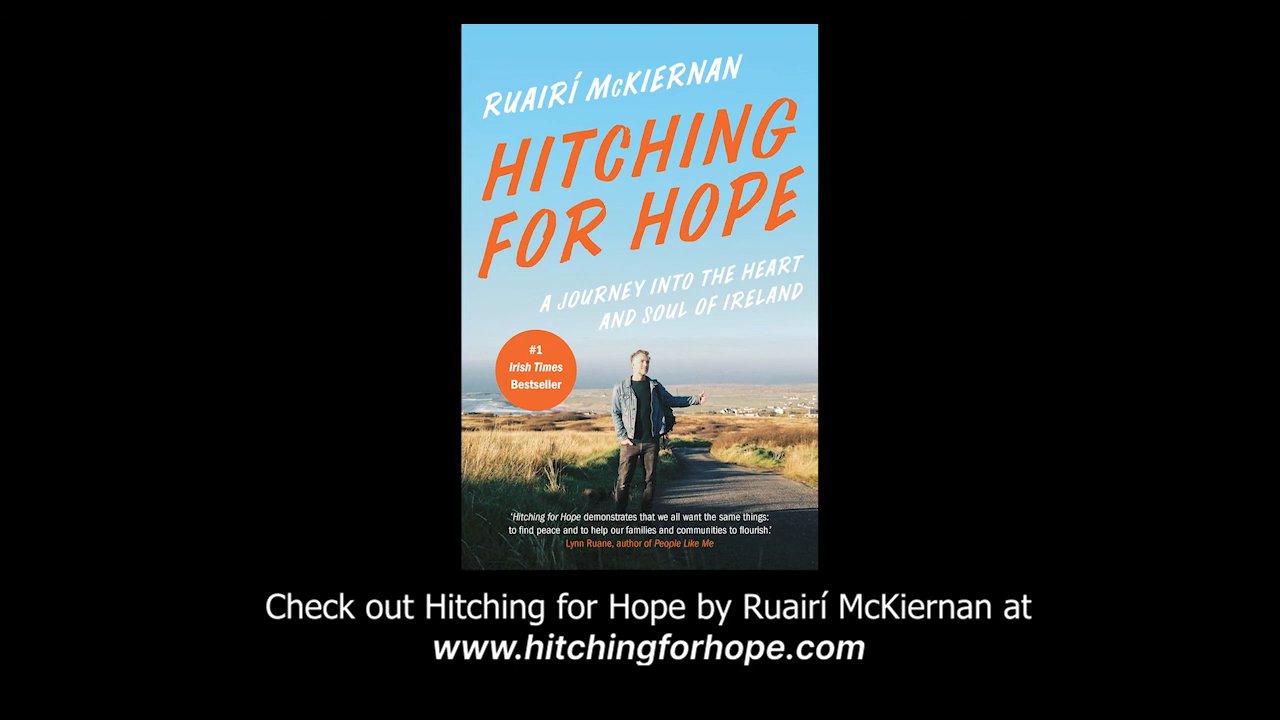 RUAIRÍ McKIERNAN
HITCHING
FOR HOPE
A JOURNEY INTO THE HEART
AND SOUL OF IRELAND
#1
Irish Times
Bestseller
‘Hitching for Hope demonstrates that we all want the same things:
to find peace and to help our families and communities to flourish.’
Lynn Ruane, author of People Like Me
Check out Hitching for Hope by Ruairí McKiernan at
www.hitchingforhope.com